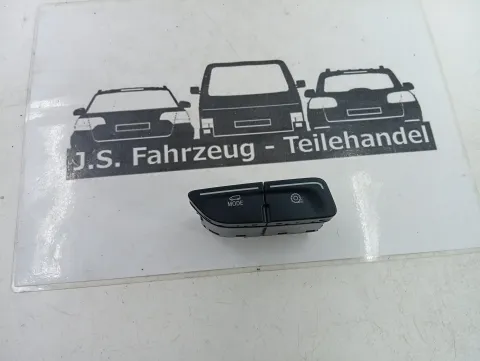 J.S. Fahrzeug - Teilehandel
MODE